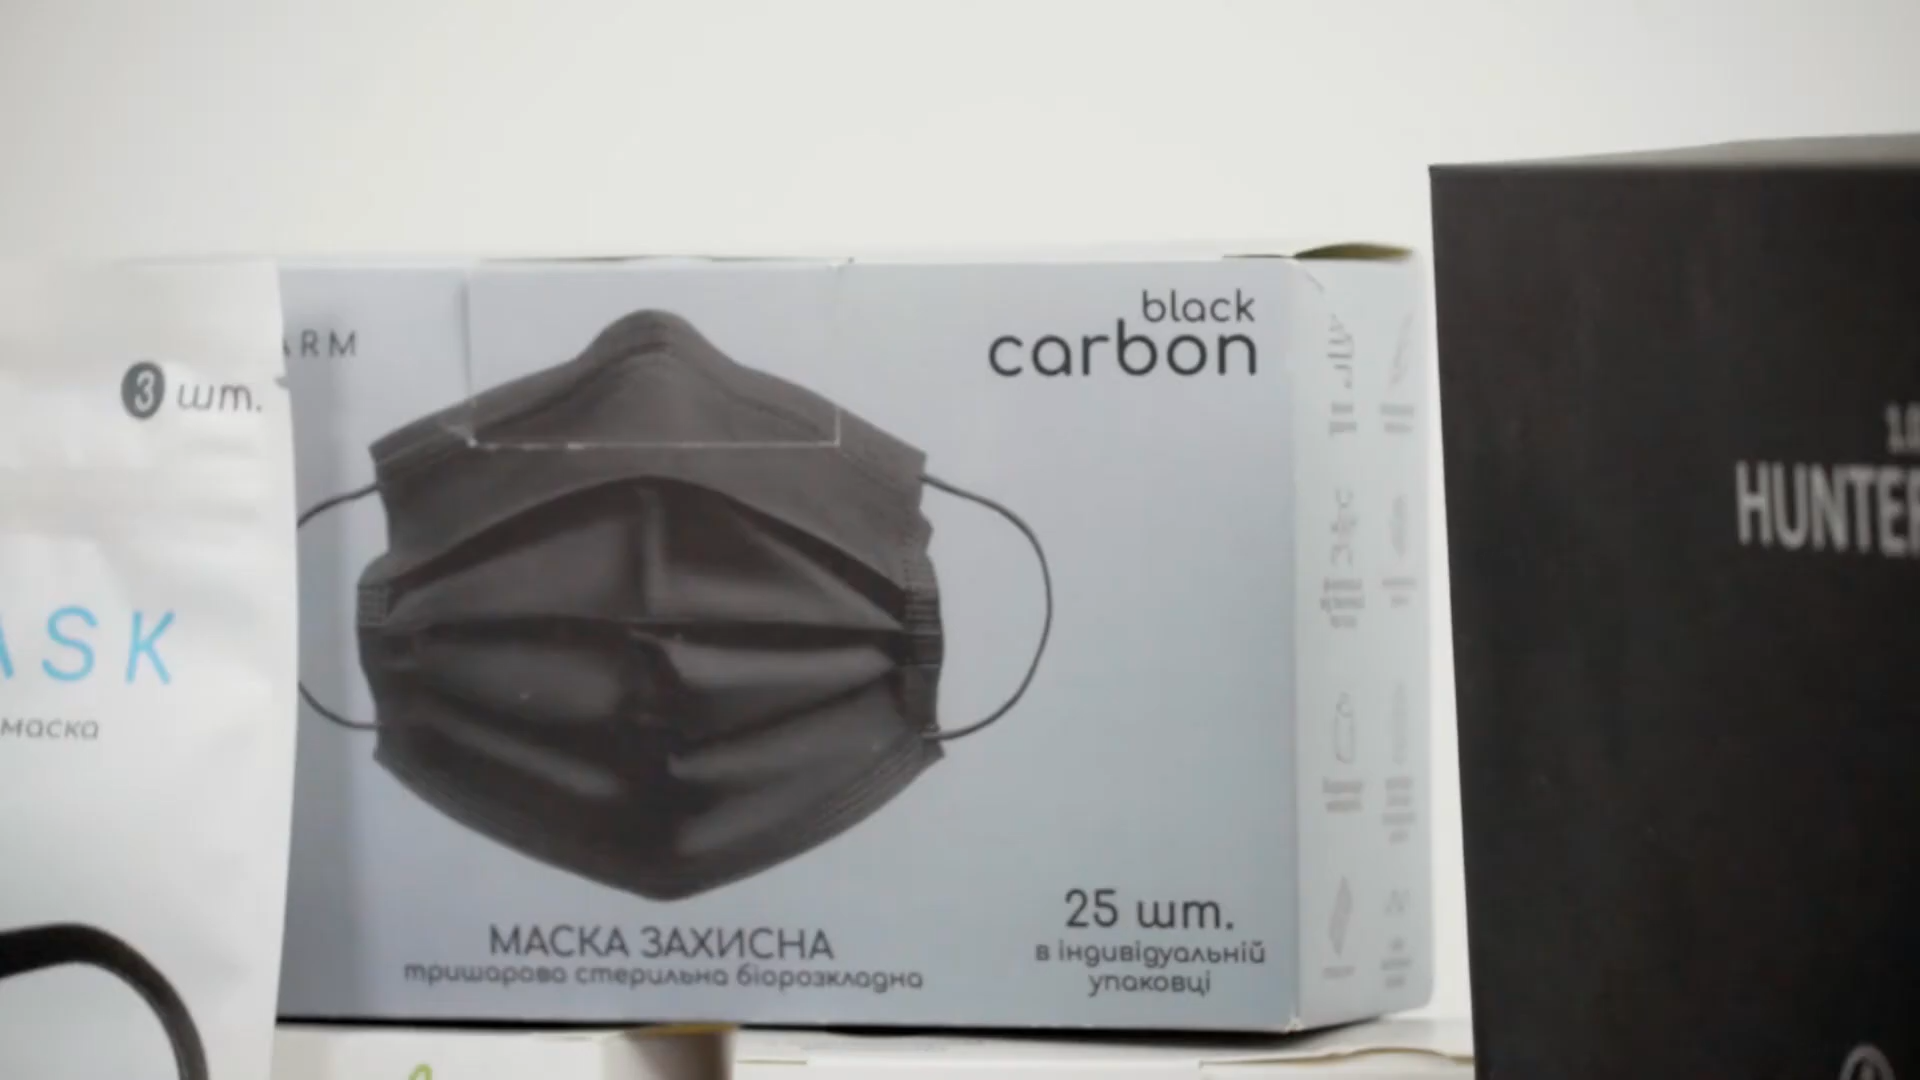 3 шт.
ASK
маска
ARM
black
carbon
МАСКА ЗАХИСНА
тришарова стерильна біорозкладна
25 шт.
в індивідуальній
упаковці
HUNTER